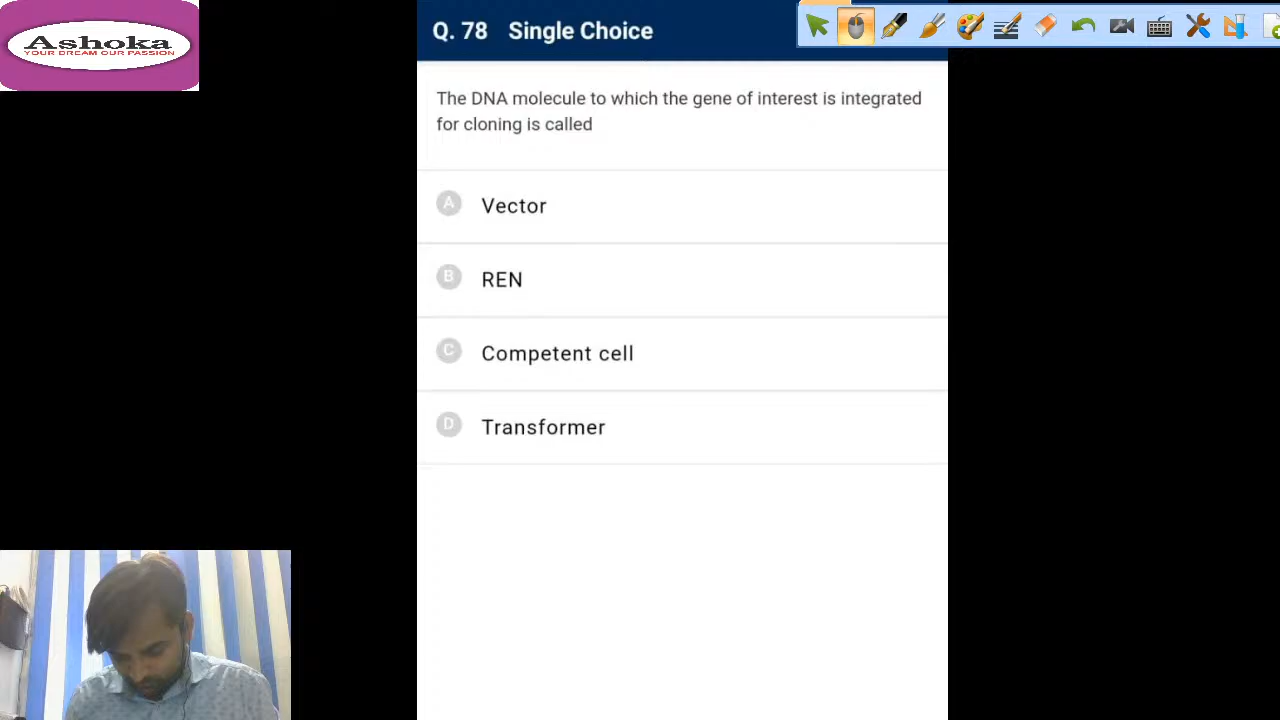 Ashoka
YOUR DREAM OUR PASSION
Q. 78 Single Choice
The DNA molecule to which the gene of interest is integrated
for cloning is called
A Vector
B REN
C Competent cell
D Transformer